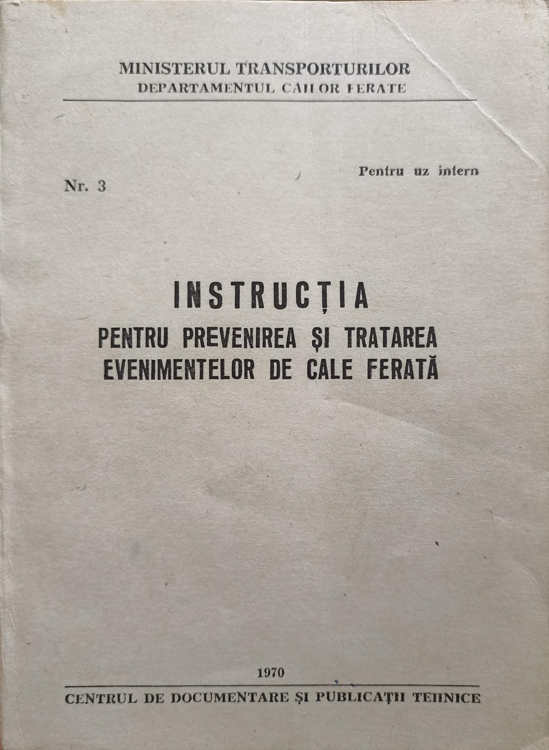 MINISTERUL TRANSPORTURILOR
DEPARTAMENTUL CĂILOR FERATE
Nr. 3
Pentru uz intern
INSTRUCȚIA
PENTRU PREVENIREA ȘI TRATAREA
EVENIMENTELOR DE CALE FERATĂ
1970
CENTRUL DE DOCUMENTARE ȘI PUBLICAȚII TEHNICE